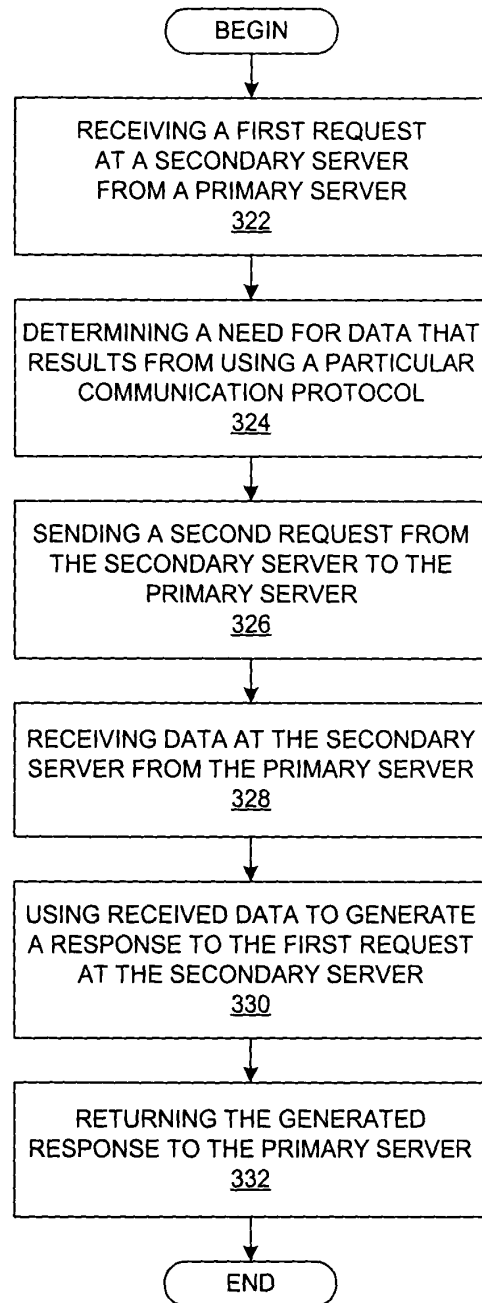 BEGIN
RECEIVING A FIRST REQUEST
AT A SECONDARY SERVER
FROM A PRIMARY SERVER
322
DETERMINING A NEED FOR DATA THAT
RESULTS FROM USING A PARTICULAR
COMMUNICATION PROTOCOL
324
SENDING A SECOND REQUEST FROM
THE SECONDARY SERVER TO THE
PRIMARY SERVER
326
RECEIVING DATA AT THE SECONDARY
SERVER FROM THE PRIMARY SERVER
328
USING RECEIVED DATA TO GENERATE
A RESPONSE TO THE FIRST REQUEST
AT THE SECONDARY SERVER
330
RETURNING THE GENERATED
RESPONSE TO THE PRIMARY SERVER
332
END